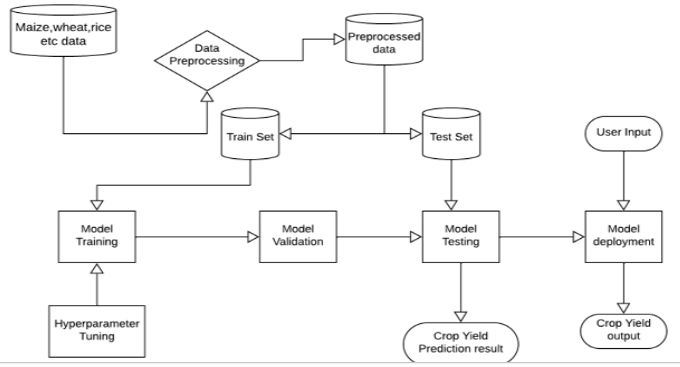 Maize,wheat,rice
etc data
Data
Preprocessing
Preprocessed
data
Train Set
Test Set
User Input
Model
Training
Model
Validation
Model
Testing
Model
deployment
Hyperparameter
Tuning
Crop Yield
Prediction result
Crop Yield
output